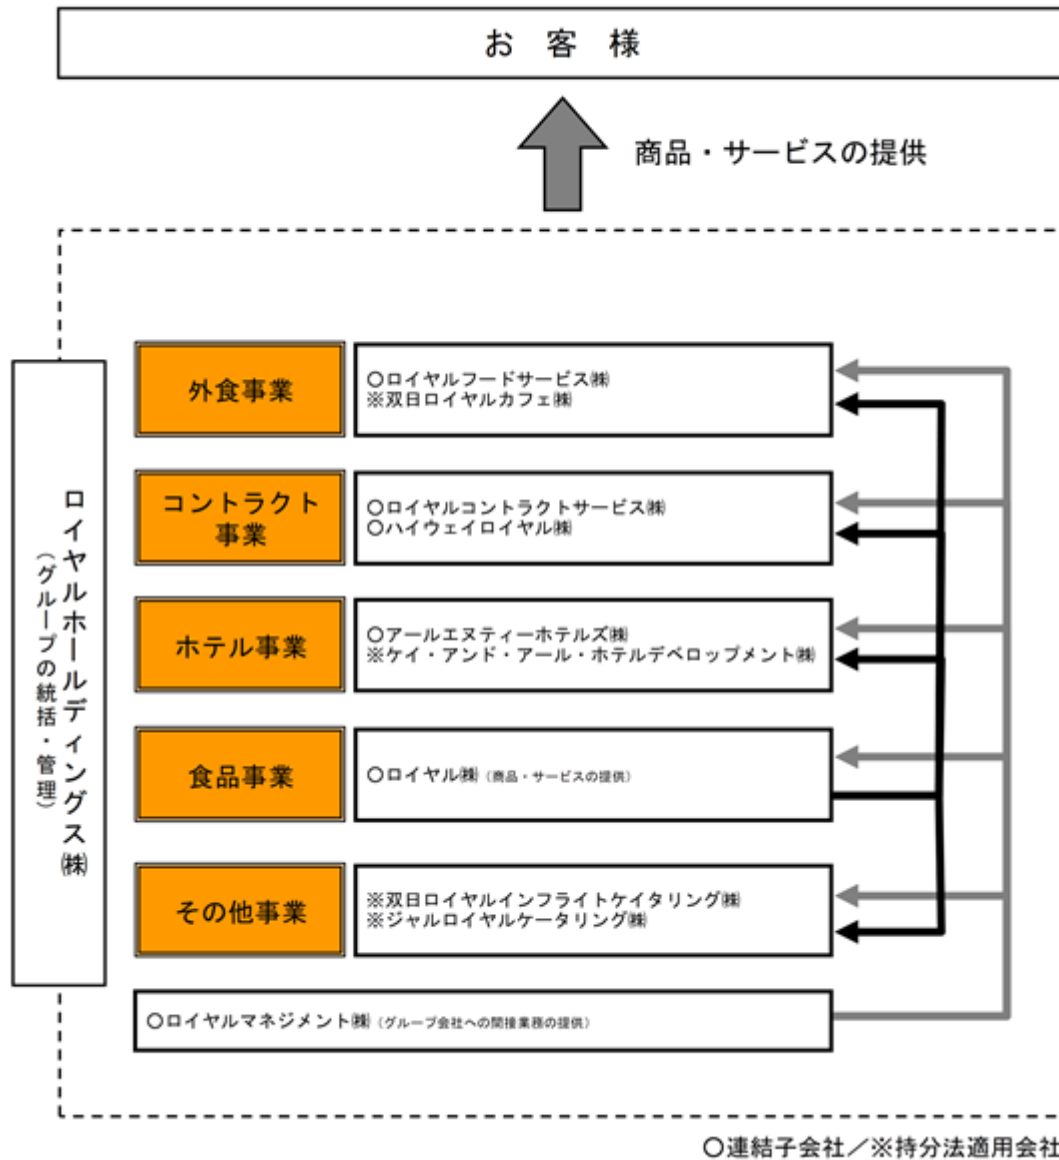 お客様
商品・サービスの提供
ロイヤルホールディングス㈱
（グループの統括・管理）
外食事業
○ロイヤルフードサービス㈱
※双日ロイヤルカフェ㈱
コントラクト
事業
○ロイヤルコントラクトサービス㈱
○ハイウェイロイヤル㈱
ホテル事業
○アールエヌティーホテルズ㈱
※ケイ・アンド・アール・ホテルデベロップメント㈱
食品事業
○ロイヤル㈱（商品・サービスの提供）
その他事業
※双日ロイヤルインフライトケイタリング㈱
※ジャルロイヤルケータリング㈱
○ロイヤルマネジメント㈱（グループ会社への間接業務の提供）
○連結子会社／※持分法適用会社